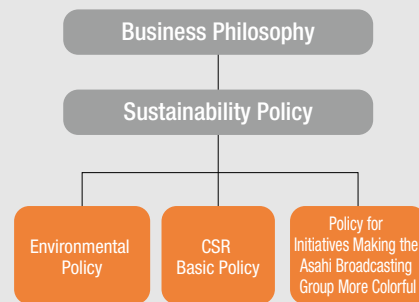 Business Philosophy
Sustainability Policy
Environmental
Policy
CSR
Basic Policy
Policy for
Initiatives Making the
Asahi Broadcasting
Group More Colorful